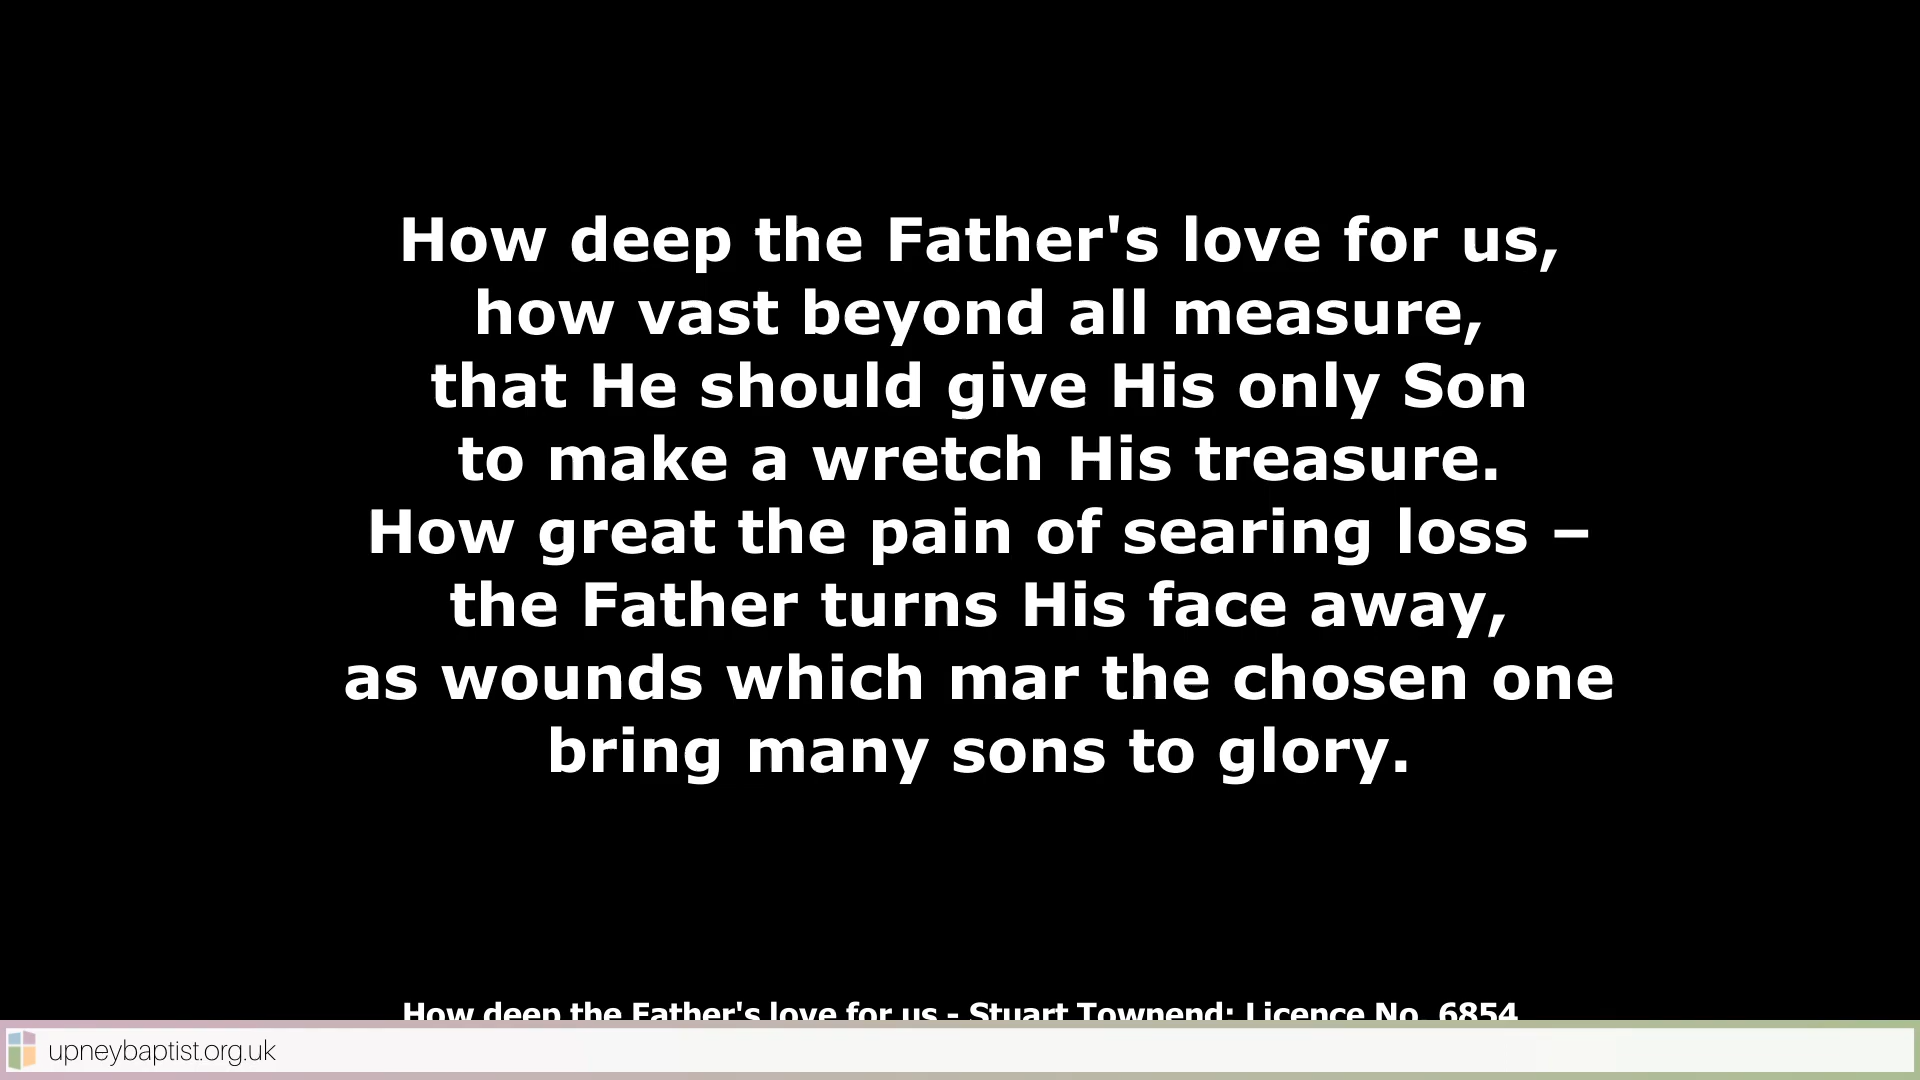 How deep the Father's love for us,
how vast beyond all measure,
that He should give His only Son
to make a wretch His treasure.
How great the pain of searing loss –
the Father turns His face away,
as wounds which mar the chosen one
bring many sons to glory.
How deep the Father's love for us - Stuart Townend; Licence No. 6854
upneybaptist.org.uk